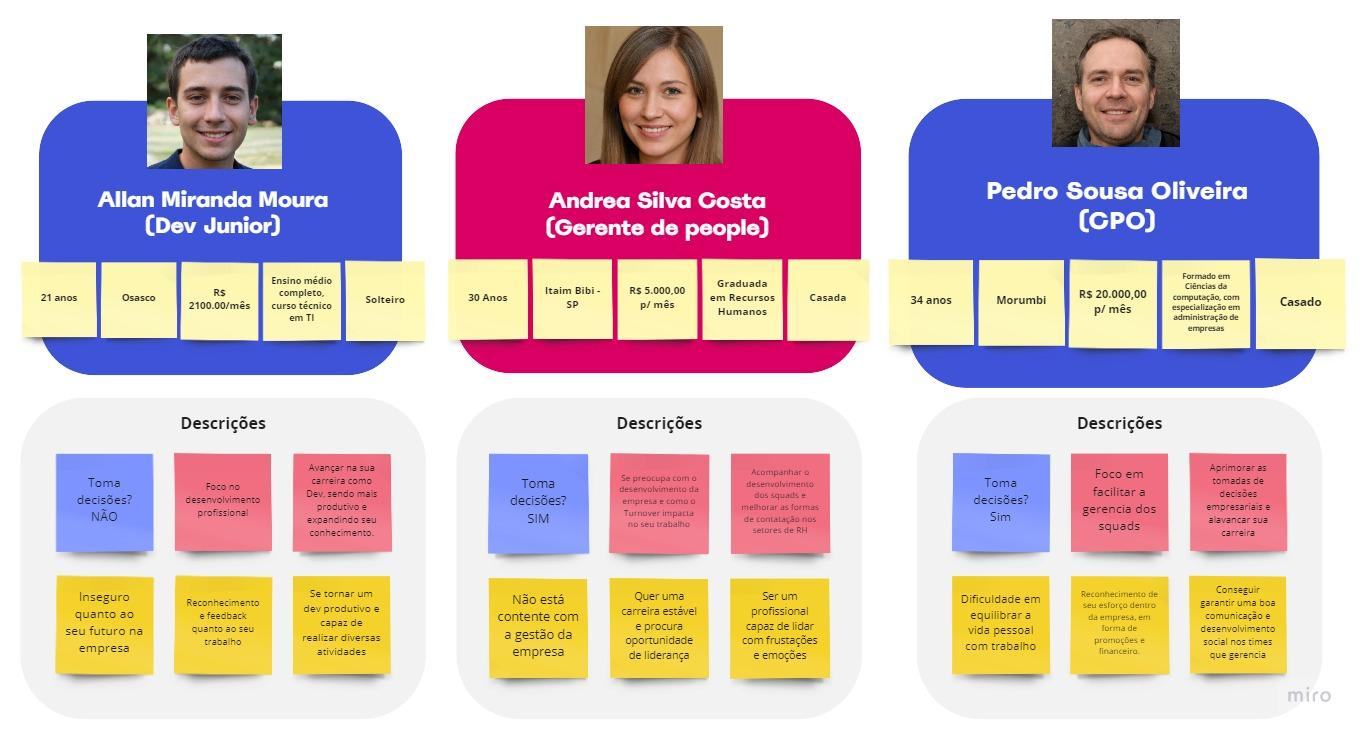 Allan Miranda Moura
(Dev Junior)
21 anos
Osasco
R$
2100.00/mês
Ensino médio
completo,
curso técnico
em TI
Solteiro
Descrições
Toma
decisões?
NÃO
Foco no
desenvolvimento
profissional
Avançar na sua
carreira como
Dev, sendo mais
produtivo e
expandindo seu
conhecimento.
Inseguro
quanto ao
seu futuro na
empresa
Reconhecimento
e feedback
quanto ao seu
trabalho
Se tornar um
dev produtivo e
capaz de
realizar diversas
atividades
Andrea Silva Costa
(Gerente de people)
30 Anos
Itaim Bibi -
SP
R$ 5.000,00
p/ mês
Graduada
em Recursos
Humanos
Casada
Descrições
Toma
decisões?
SIM
Se preocupa com o
desenvolvimento da
empresa e como o
Turnover impacta
no seu trabalho
Acompanhar o
desenvolvimento
dos squads e
melhorar as formas
de contatação nos
setores de RH
Não está
contente com
a gestão da
empresa
Quer uma
carreira estável
e procura
oportunidade
de liderança
Ser um
profissional
capaz de lidar
com frustações
e emoções
Pedro Sousa Oliveira
(CPO)
34 anos
Morumbi
R$ 20.000,00
p/ mês
Formado em
Ciências da
computação, com
especialização em
administração de
empresas
Casado
Descrições
Toma
decisões?
Sim
Foco em
facilitar a
gerencia dos
squads
Aprimorar as
tomadas de
decisões
empresariais e
alavancar sua
carreira
Dificuldade em
equilibrar a
vida pessoal
com trabalho
Reconhecimento de
seu esforço dentro
da empresa, em
forma de
promoções e
financeiro.
Conseguir
garantir uma boa
comunicação e
desenvolvimento
social nos times
que gerencia
miro